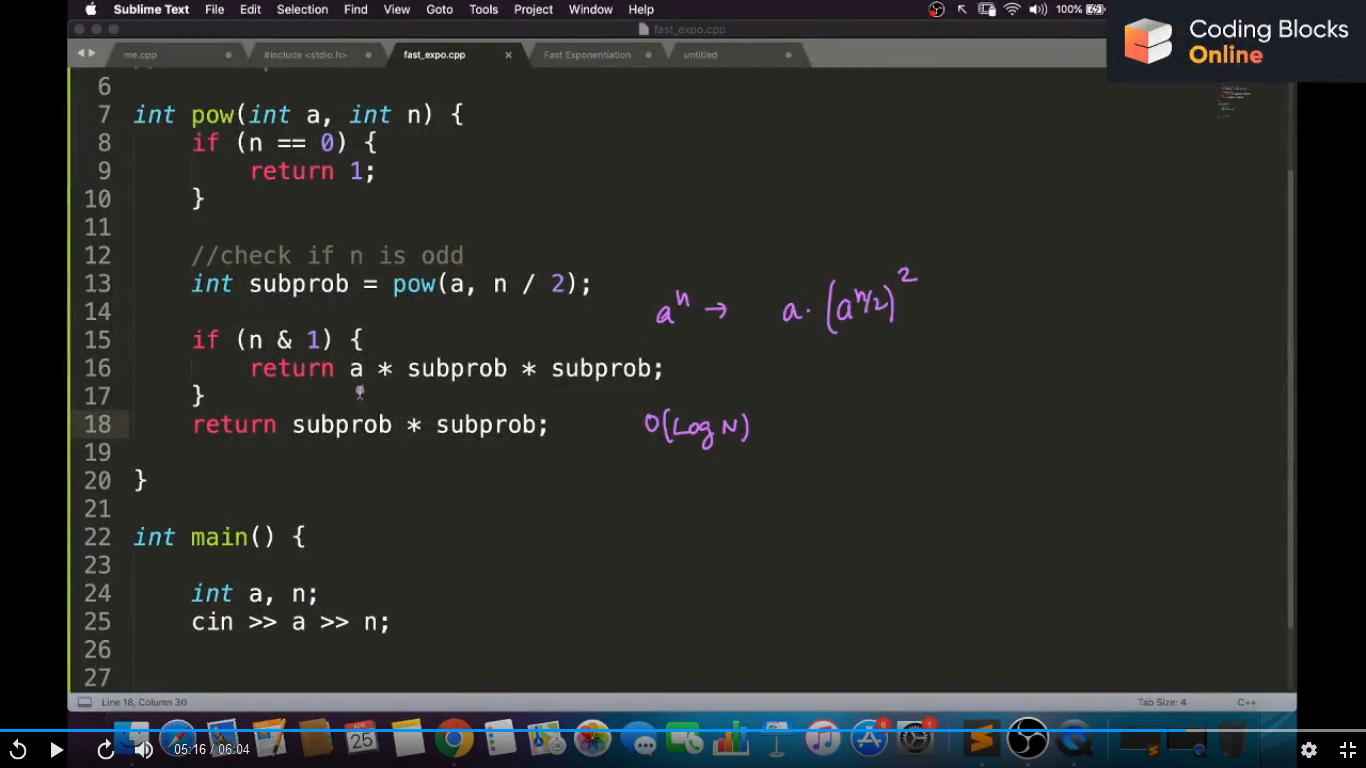 Sublime Text File Edit Selection Find View Goto Tools Project Window Help 100%
fast_expo.cpp
Coding Blocks
Online
me.cpp #include <stdio.h> fast_expo.cpp Fast Exponentiation untitled
6
7 int pow(int a, int n) {
8 if (n == 0) {
9 return 1;
10 }
11
12 //check if n is odd
13 int subprob = pow(a, n / 2);
14
aⁿ → a·(a^n/2)²
15 if (n & 1) {
16 return a * subprob * subprob;
17 }
18 return subprob * subprob; O(Log N)
19
20 }
21
22 int main() {
23
24 int a, n;
25 cin >> a >> n;
26
27
Line 18, Column 30 Tab Size: 4 C++
25
6
1
05:16 / 06:04